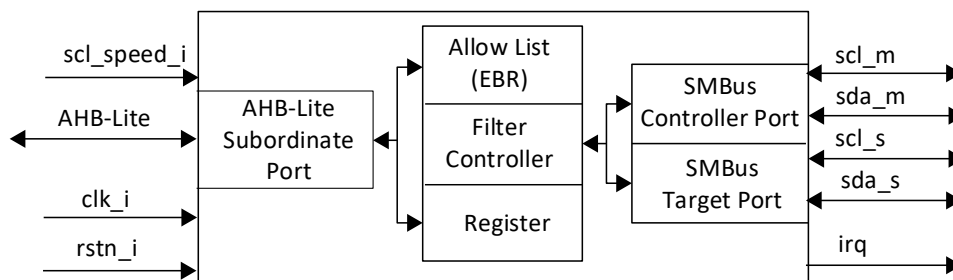 scl_speed_i
AHB-Lite
clk_i
rstn_i
AHB-Lite
Subordinate
Port
Allow List
(EBR)
Filter
Controller
Register
SMBus
Controller Port
SMBus
Target Port
scl_m
sda_m
scl_s
sda_s
irq